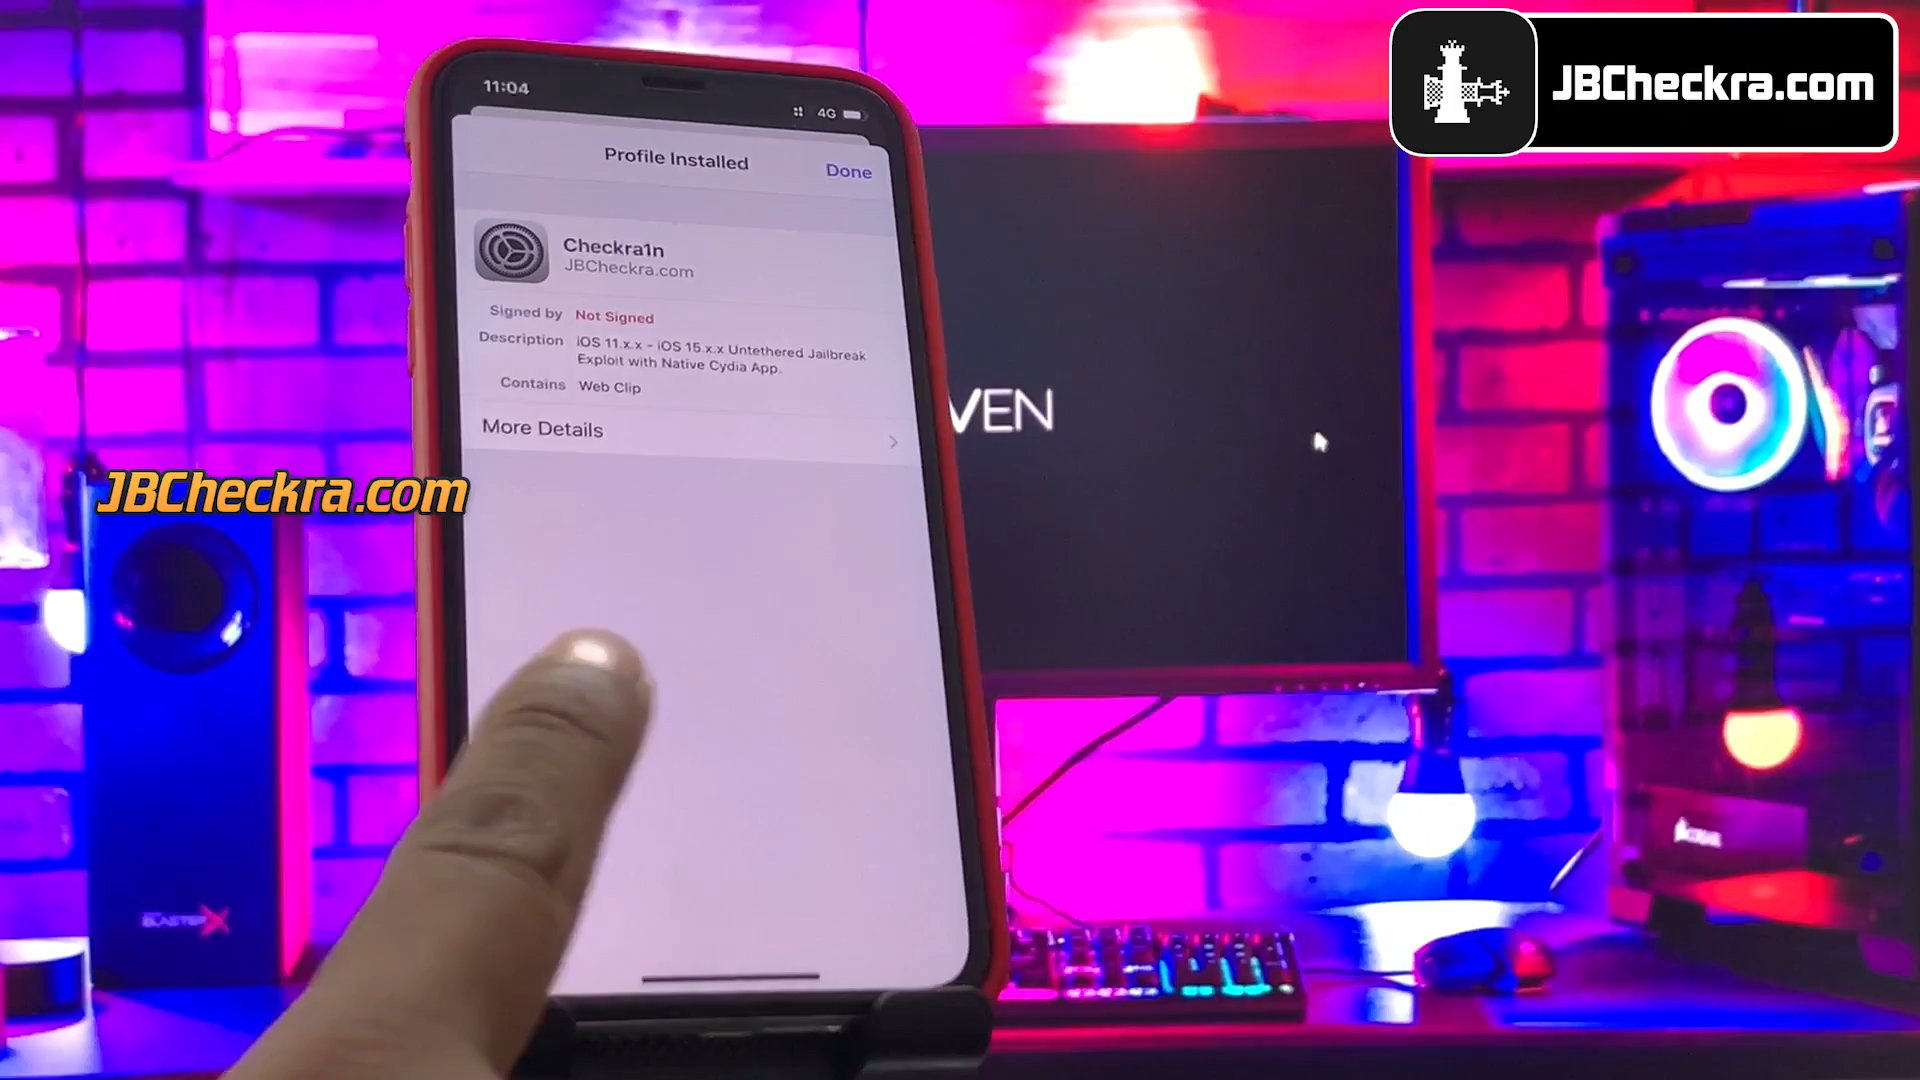 JBCheckra.com
11:04
4G
Profile Installed
Done
Checkra1n
JBCheckra.com
Signed by Not Signed
Description iOS 11.x.x - iOS 15.x.x Untethered Jailbreak
Exploit with Native Cydia App.
Contains Web Clip
More Details
VEN
JBCheckra.com
BLASTERX